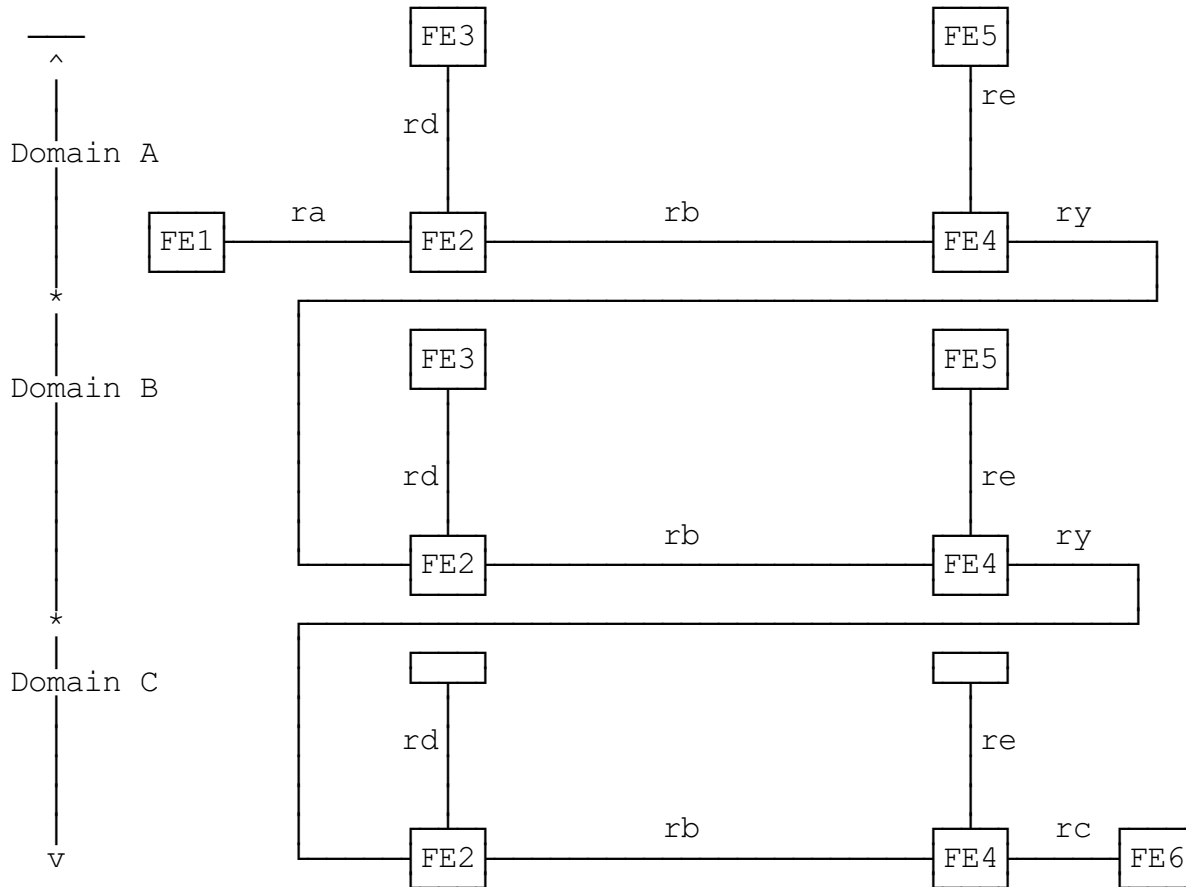 FE3 FE5
^
re
rd
Domain A
ra rb ry
FE1 FE2 FE4
*
FE3 FE5
Domain B
rd re
rb ry
FE2 FE4
*
Domain C
rd re
rb rc
FE2 FE4 FE6
v